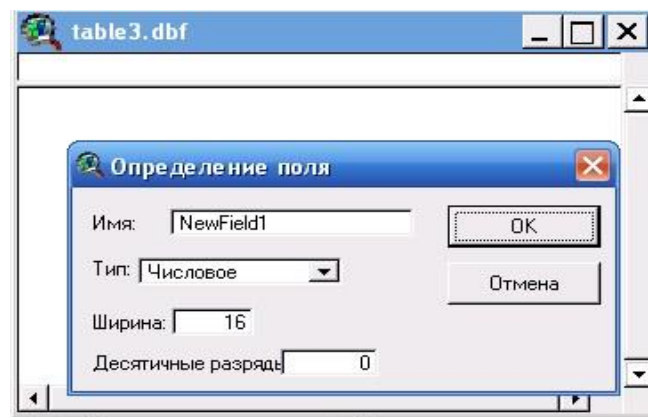 table3.dbf
Определение поля
Имя: NewField1
OK
Тип: Числовое
Отмена
Ширина: 16
Десятичные разряды 0